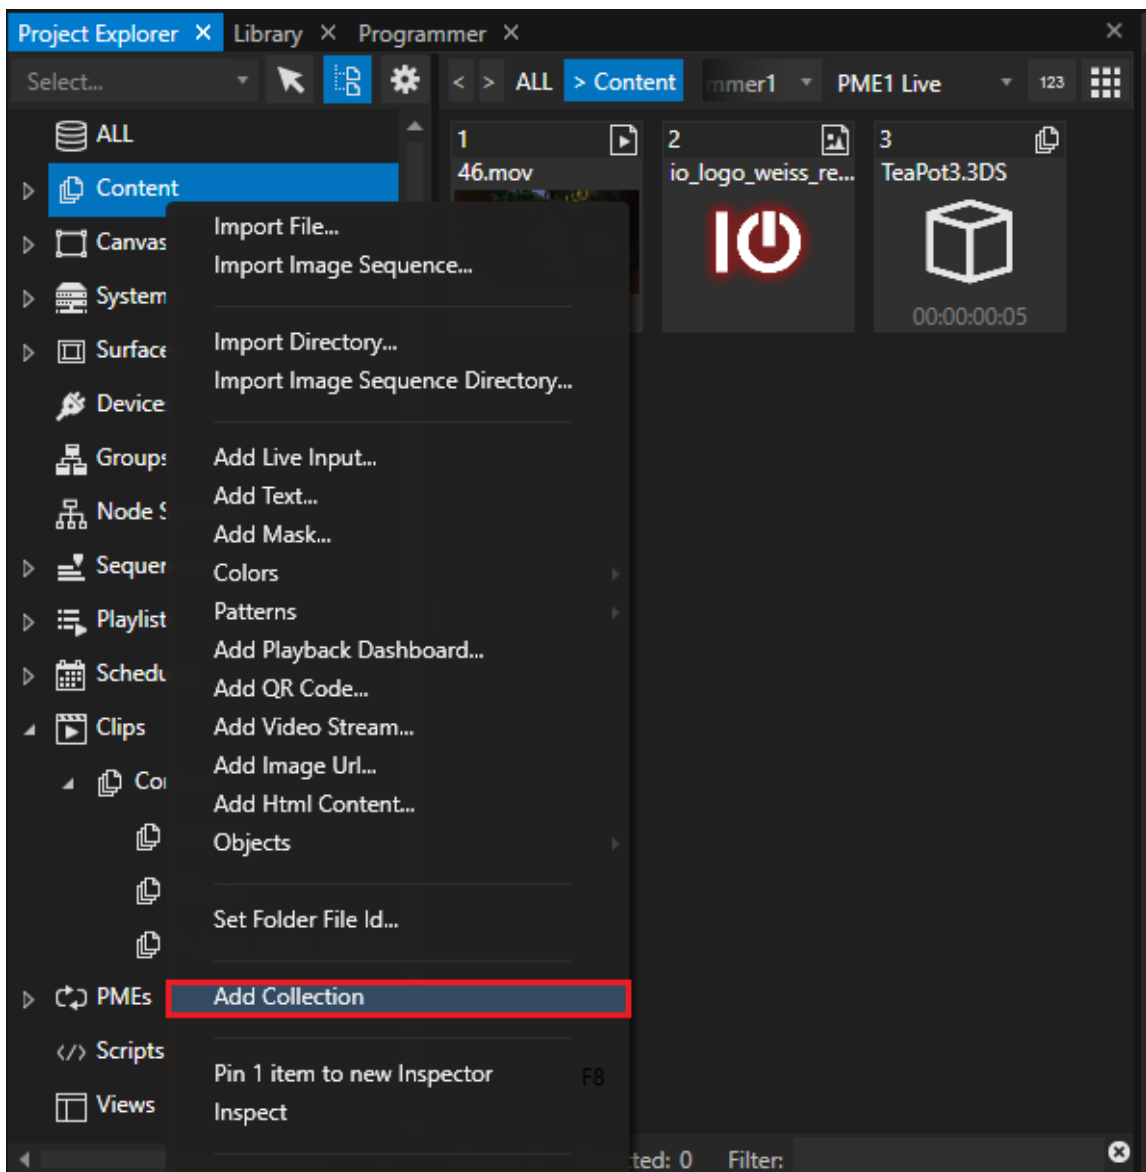 Project Explorer Library Programmer
Select...
< > ALL > Content mmer1 PME1 Live 123
ALL
Content
Canvas
System
Surface
Device
Groups
Node S
Sequen
Playlist
Schedu
Clips
Co
PMEs
</> Scripts
Views
1
46.mov
2
io_logo_weiss_re...
IO
3
TeaPot3.3DS
00:00:00:05
Import File...
Import Image Sequence...
Import Directory...
Import Image Sequence Directory...
Add Live Input...
Add Text...
Add Mask...
Colors
Patterns
Add Playback Dashboard...
Add QR Code...
Add Video Stream...
Add Image Url...
Add Html Content...
Objects
Set Folder File Id...
Add Collection
Pin 1 item to new Inspector F8
Inspect
ted: 0 Filter: